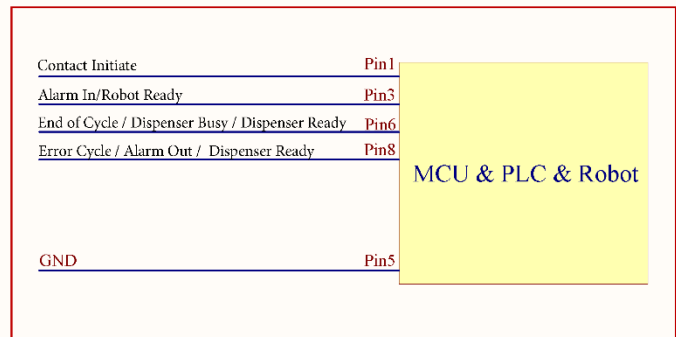 Contact Initiate Pin1
Alarm In/Robot Ready Pin3
End of Cycle / Dispenser Busy / Dispenser Ready Pin6
Error Cycle / Alarm Out / Dispenser Ready Pin8
MCU & PLC & Robot
GND Pin5